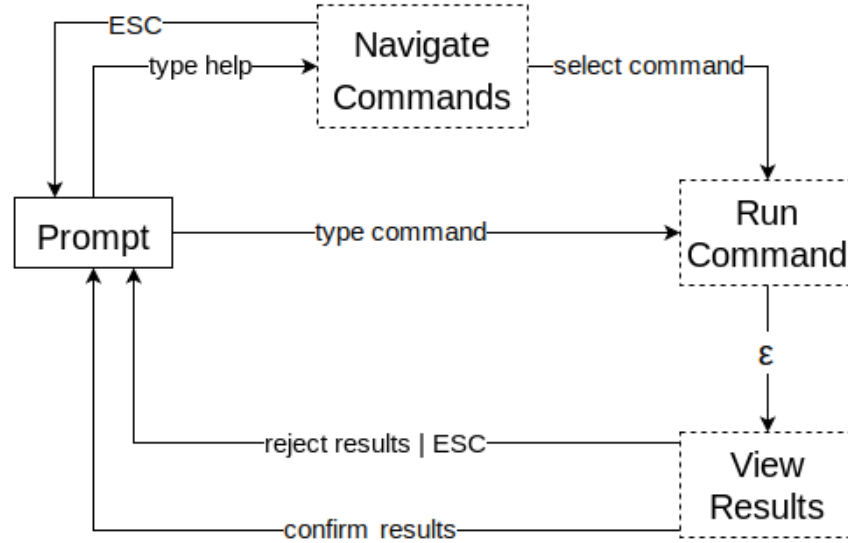 ESC
Navigate
Commands
type help
select command
Prompt
type command
Run
Command
ε
reject results | ESC
View
Results
confirm results